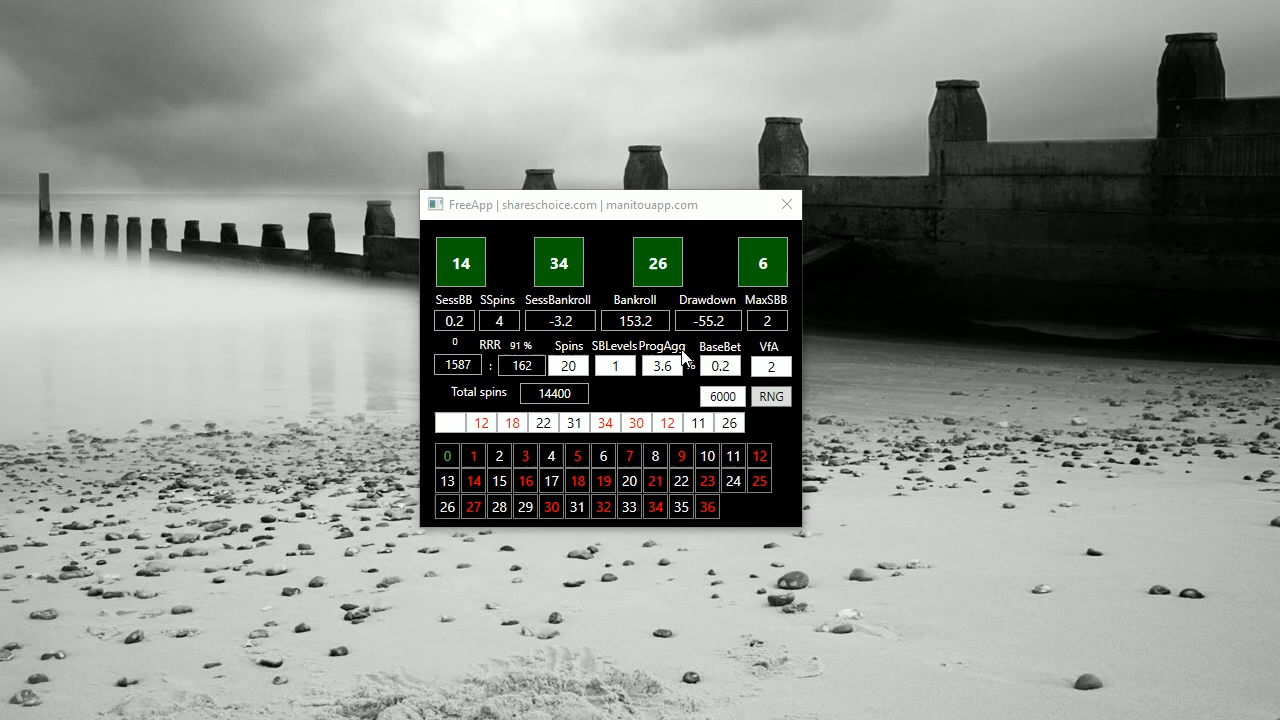 FreeApp | shareschoice.com | manitouapp.com
14 34 26 6
SessBB SSpins SessBankroll Bankroll Drawdown MaxSBB
0.2 4 -3.2 153.2 -55.2 2
0 RRR 91 % Spins SBLevels ProgAgg BaseBet VfA
1587 : 162 20 1 3.6 % 0.2 2
Total spins 14400 6000 RNG
12 18 22 31 34 30 12 11 26
0 1 2 3 4 5 6 7 8 9 10 11 12
13 14 15 16 17 18 19 20 21 22 23 24 25
26 27 28 29 30 31 32 33 34 35 36